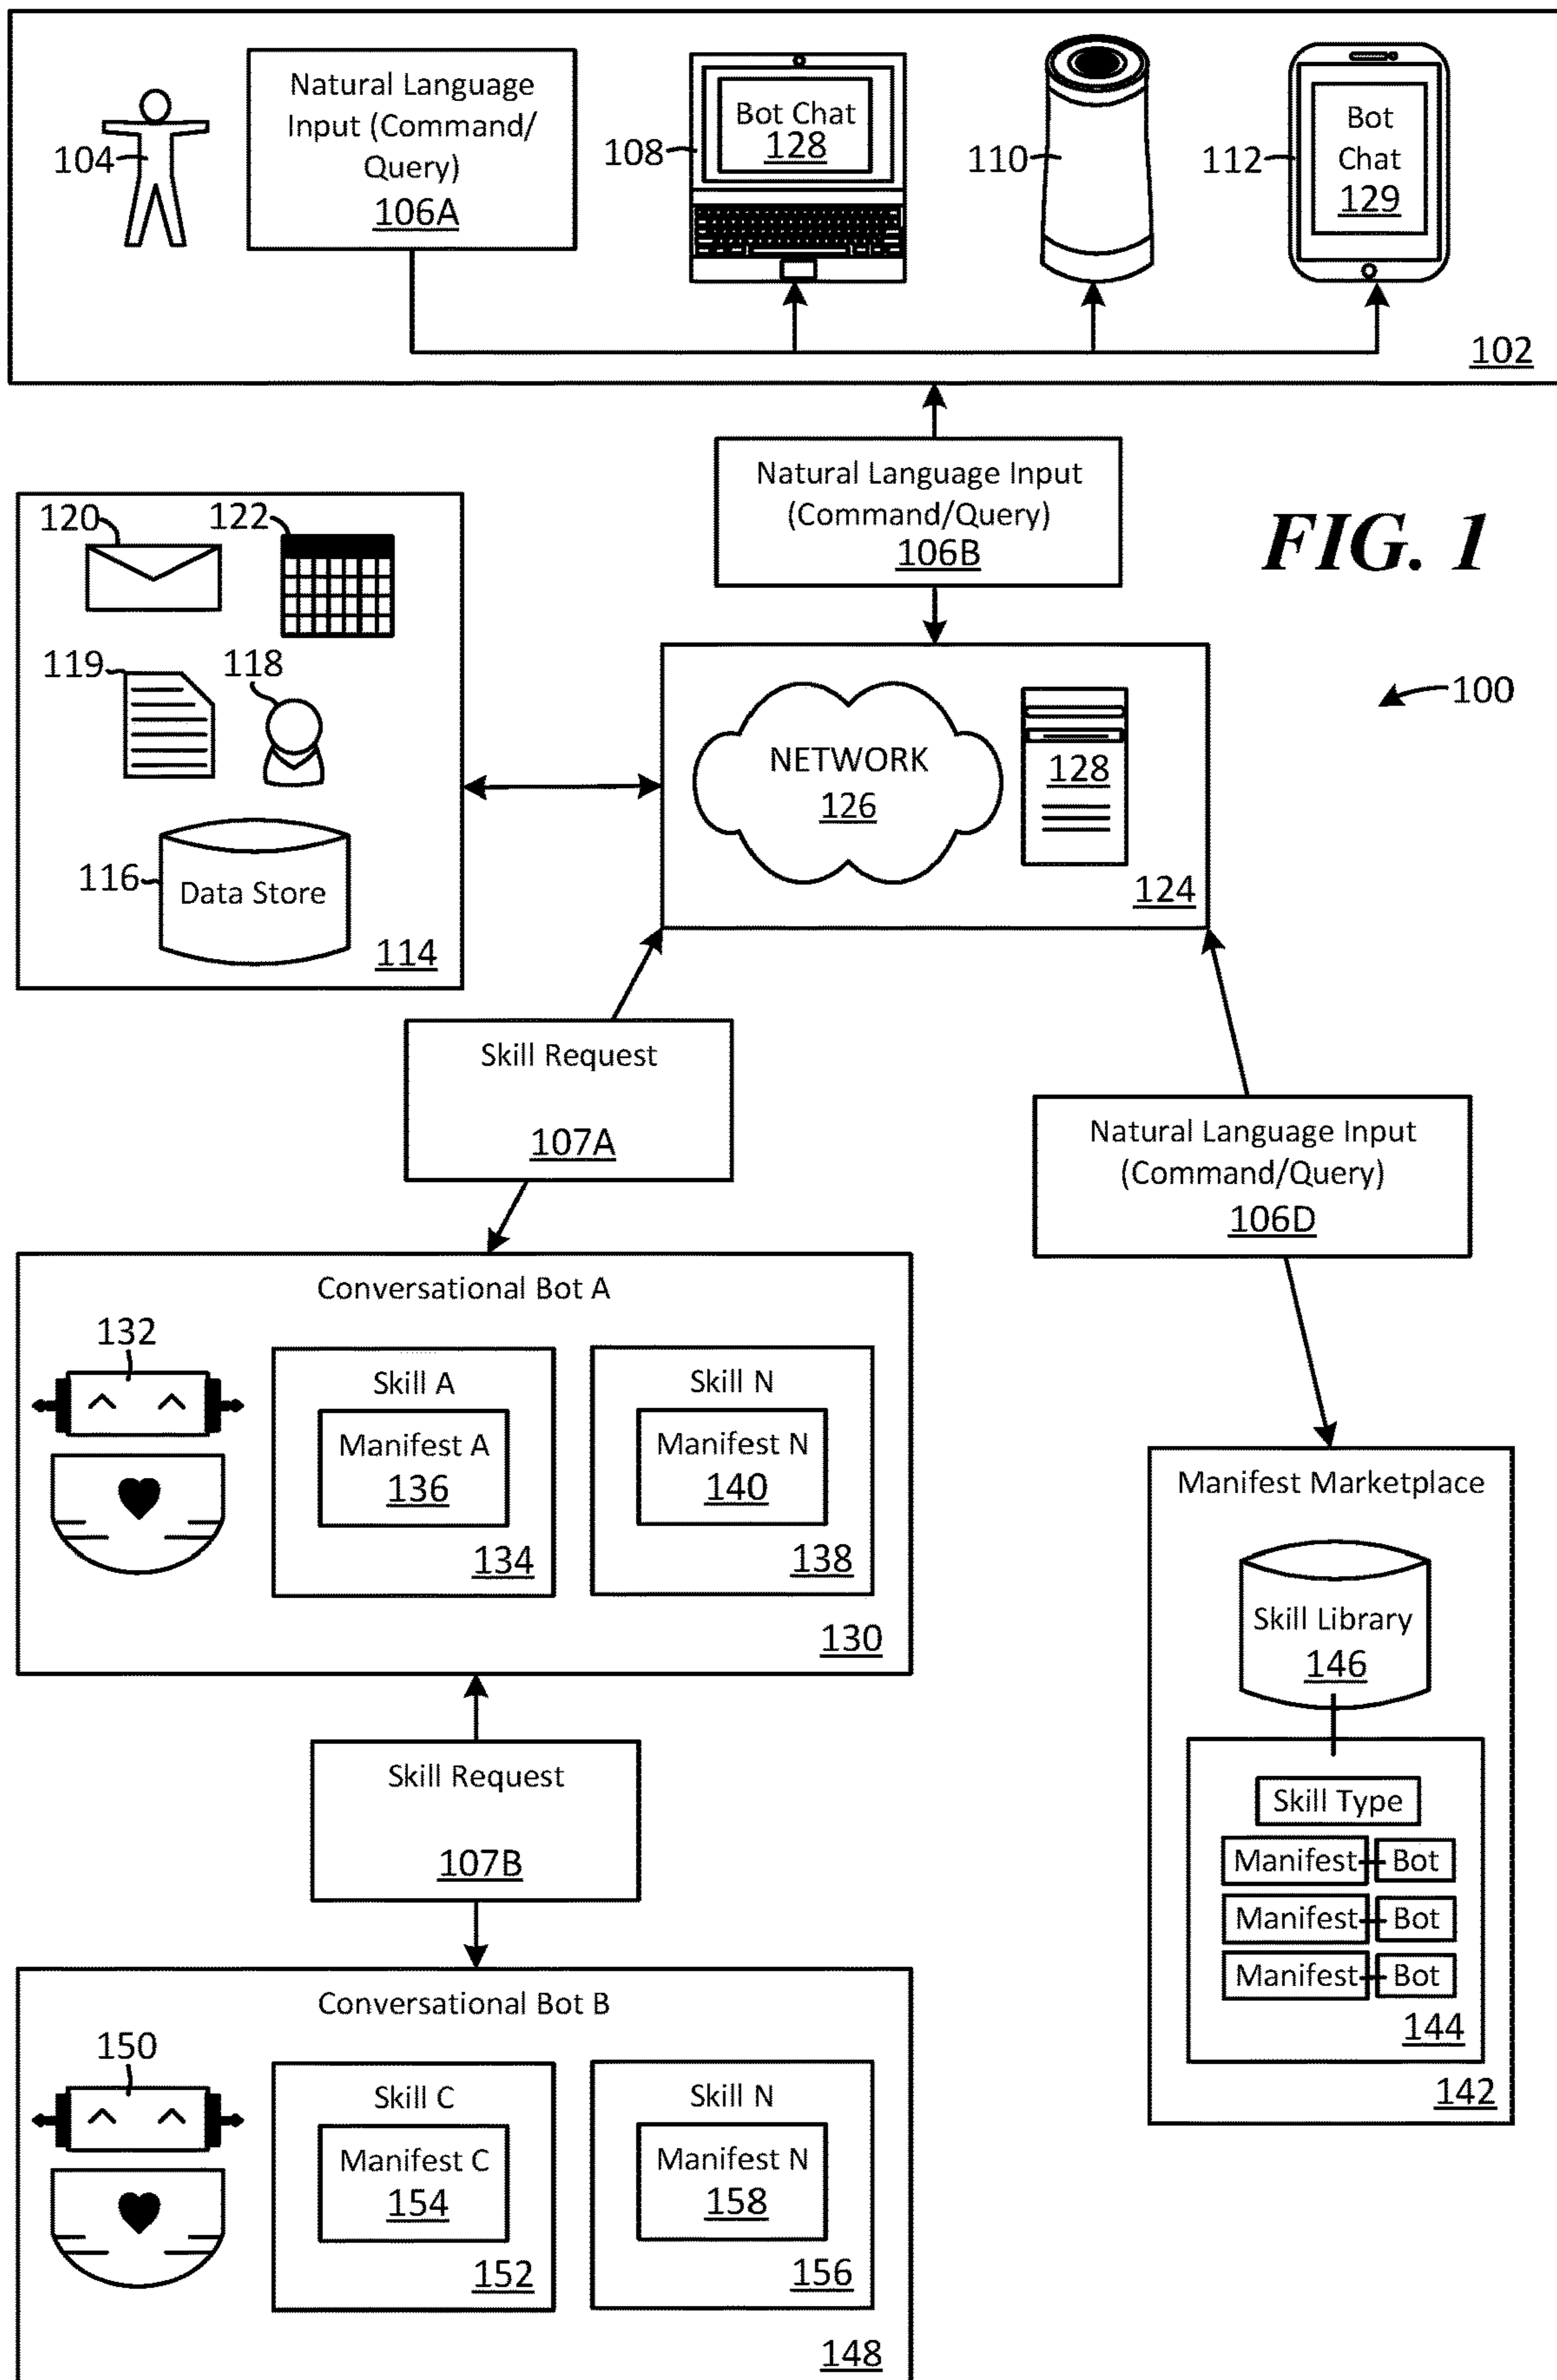 104
Natural Language
Input (Command/
Query)
106A
108
Bot Chat
128
110
112
Bot
Chat
129
102
Natural Language Input
(Command/Query)
106B
FIG. 1
100
120
122
119
118
116
Data Store
114
NETWORK
126
128
124
Skill Request
107A
Natural Language Input
(Command/Query)
106D
Conversational Bot A
132
Skill A
Manifest A
136
134
Skill N
Manifest N
140
138
130
Manifest Marketplace
Skill Library
146
Skill Type
Manifest Bot
Manifest Bot
Manifest Bot
144
142
Skill Request
107B
Conversational Bot B
150
Skill C
Manifest C
154
152
Skill N
Manifest N
158
156
148